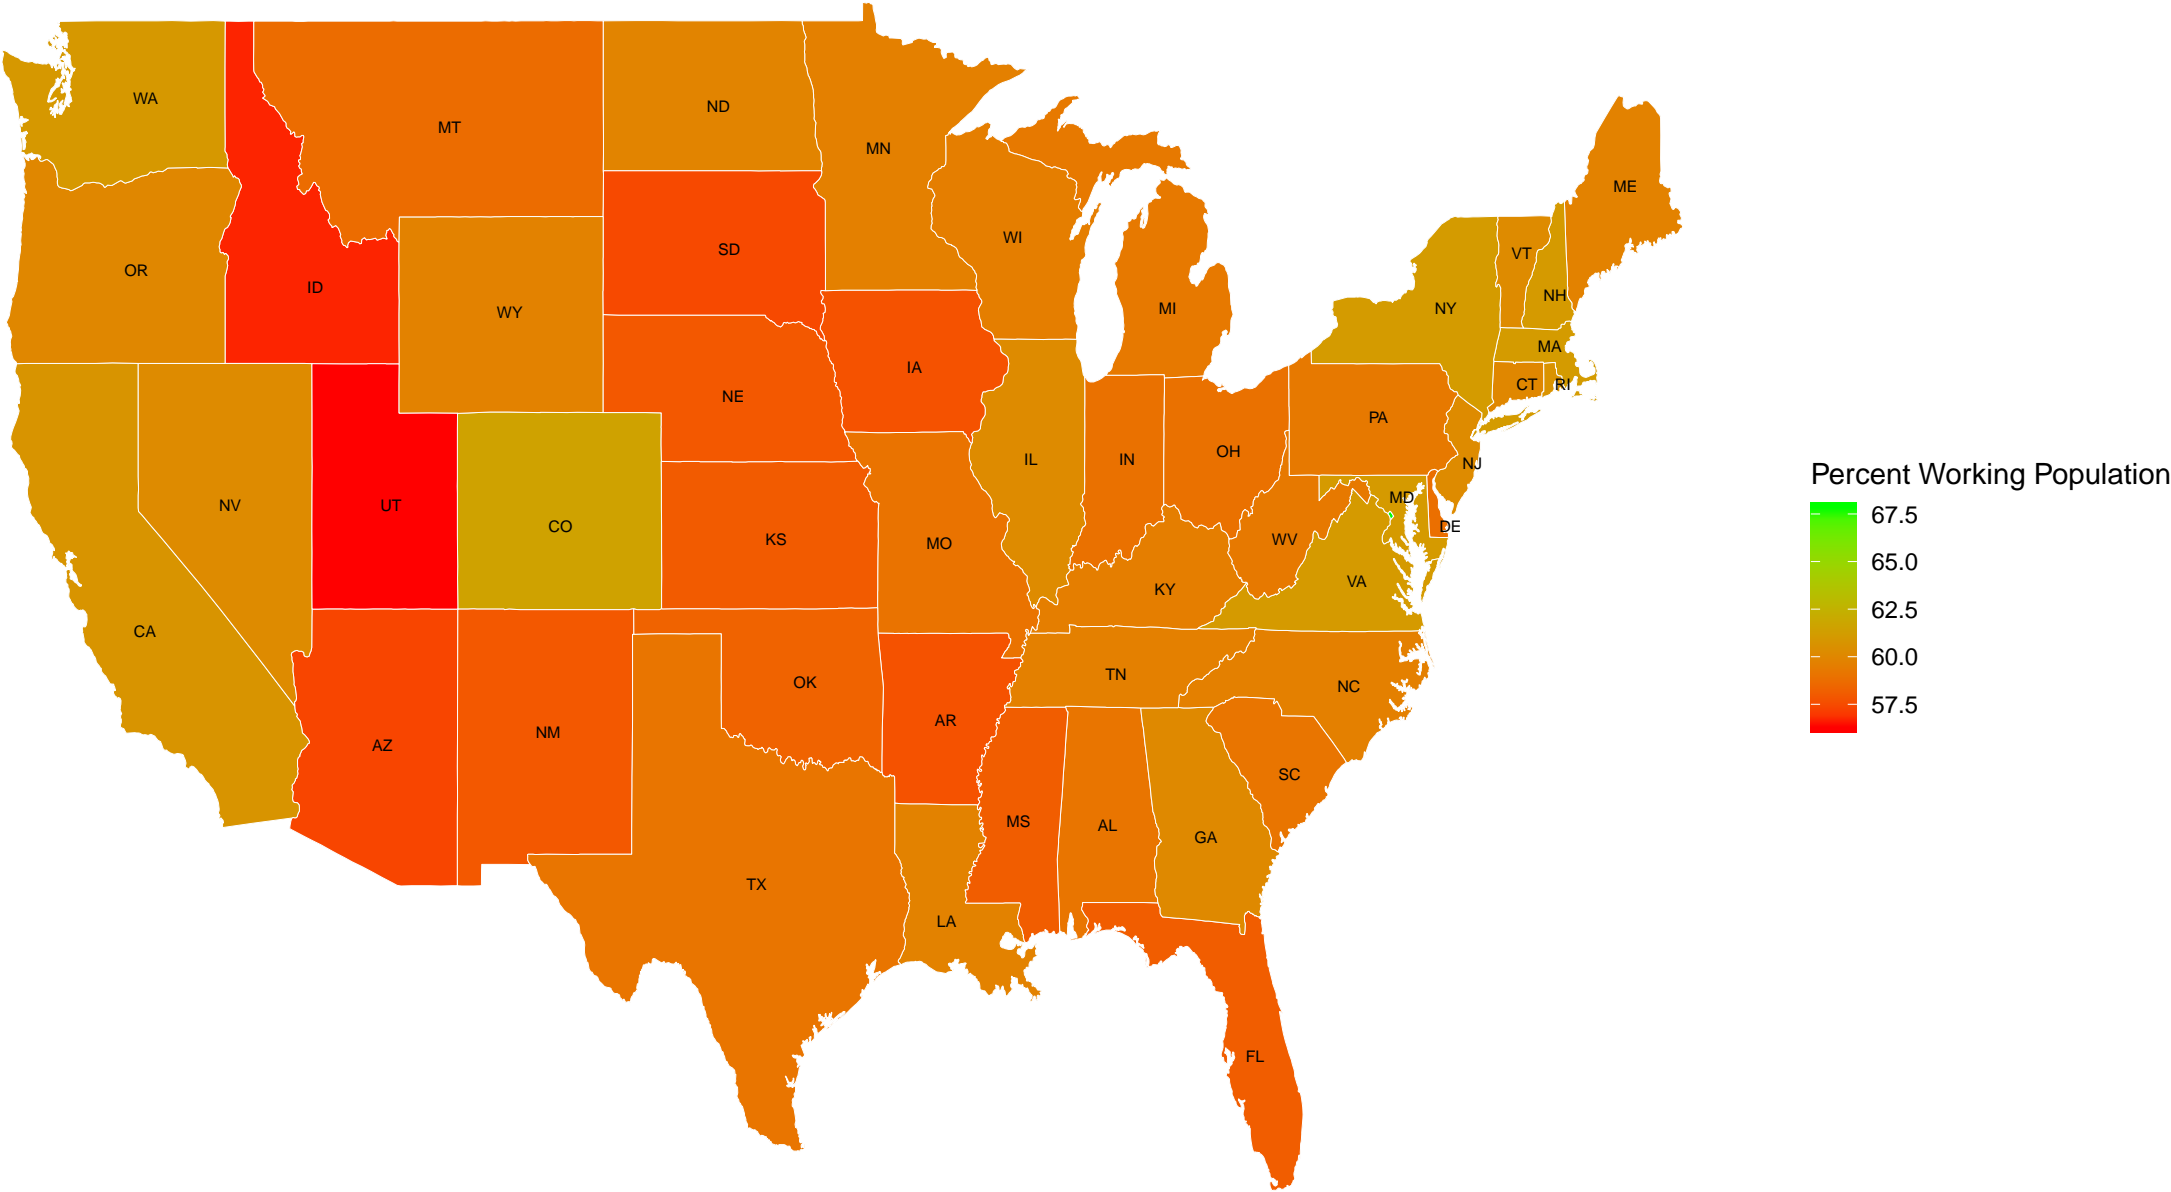 WA
MT
ND
MN
ME
OR
ID
SD
WI
VT
NH
WY
MI
NY
MA
IA
NE
CT
RI
PA
OH
IL
IN
NJ
NV
UT
CO
KS
MO
WV
MD
DE
KY
VA
CA
TN
NC
OK
AR
AZ
NM
SC
MS
AL
GA
TX
LA
FL
Percent Working Population
67.5
65.0
62.5
60.0
57.5